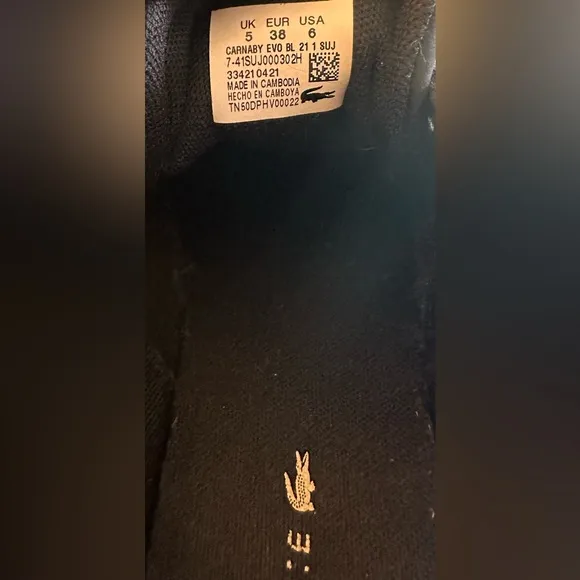 UK EUR USA
5 38 6
CARNABY EVO BL 21 1 SUJ
7-41SUJ000302H
334210421
MADE IN CAMBODIA
HECHO EN CAMBOYA
TN50DPHV00022